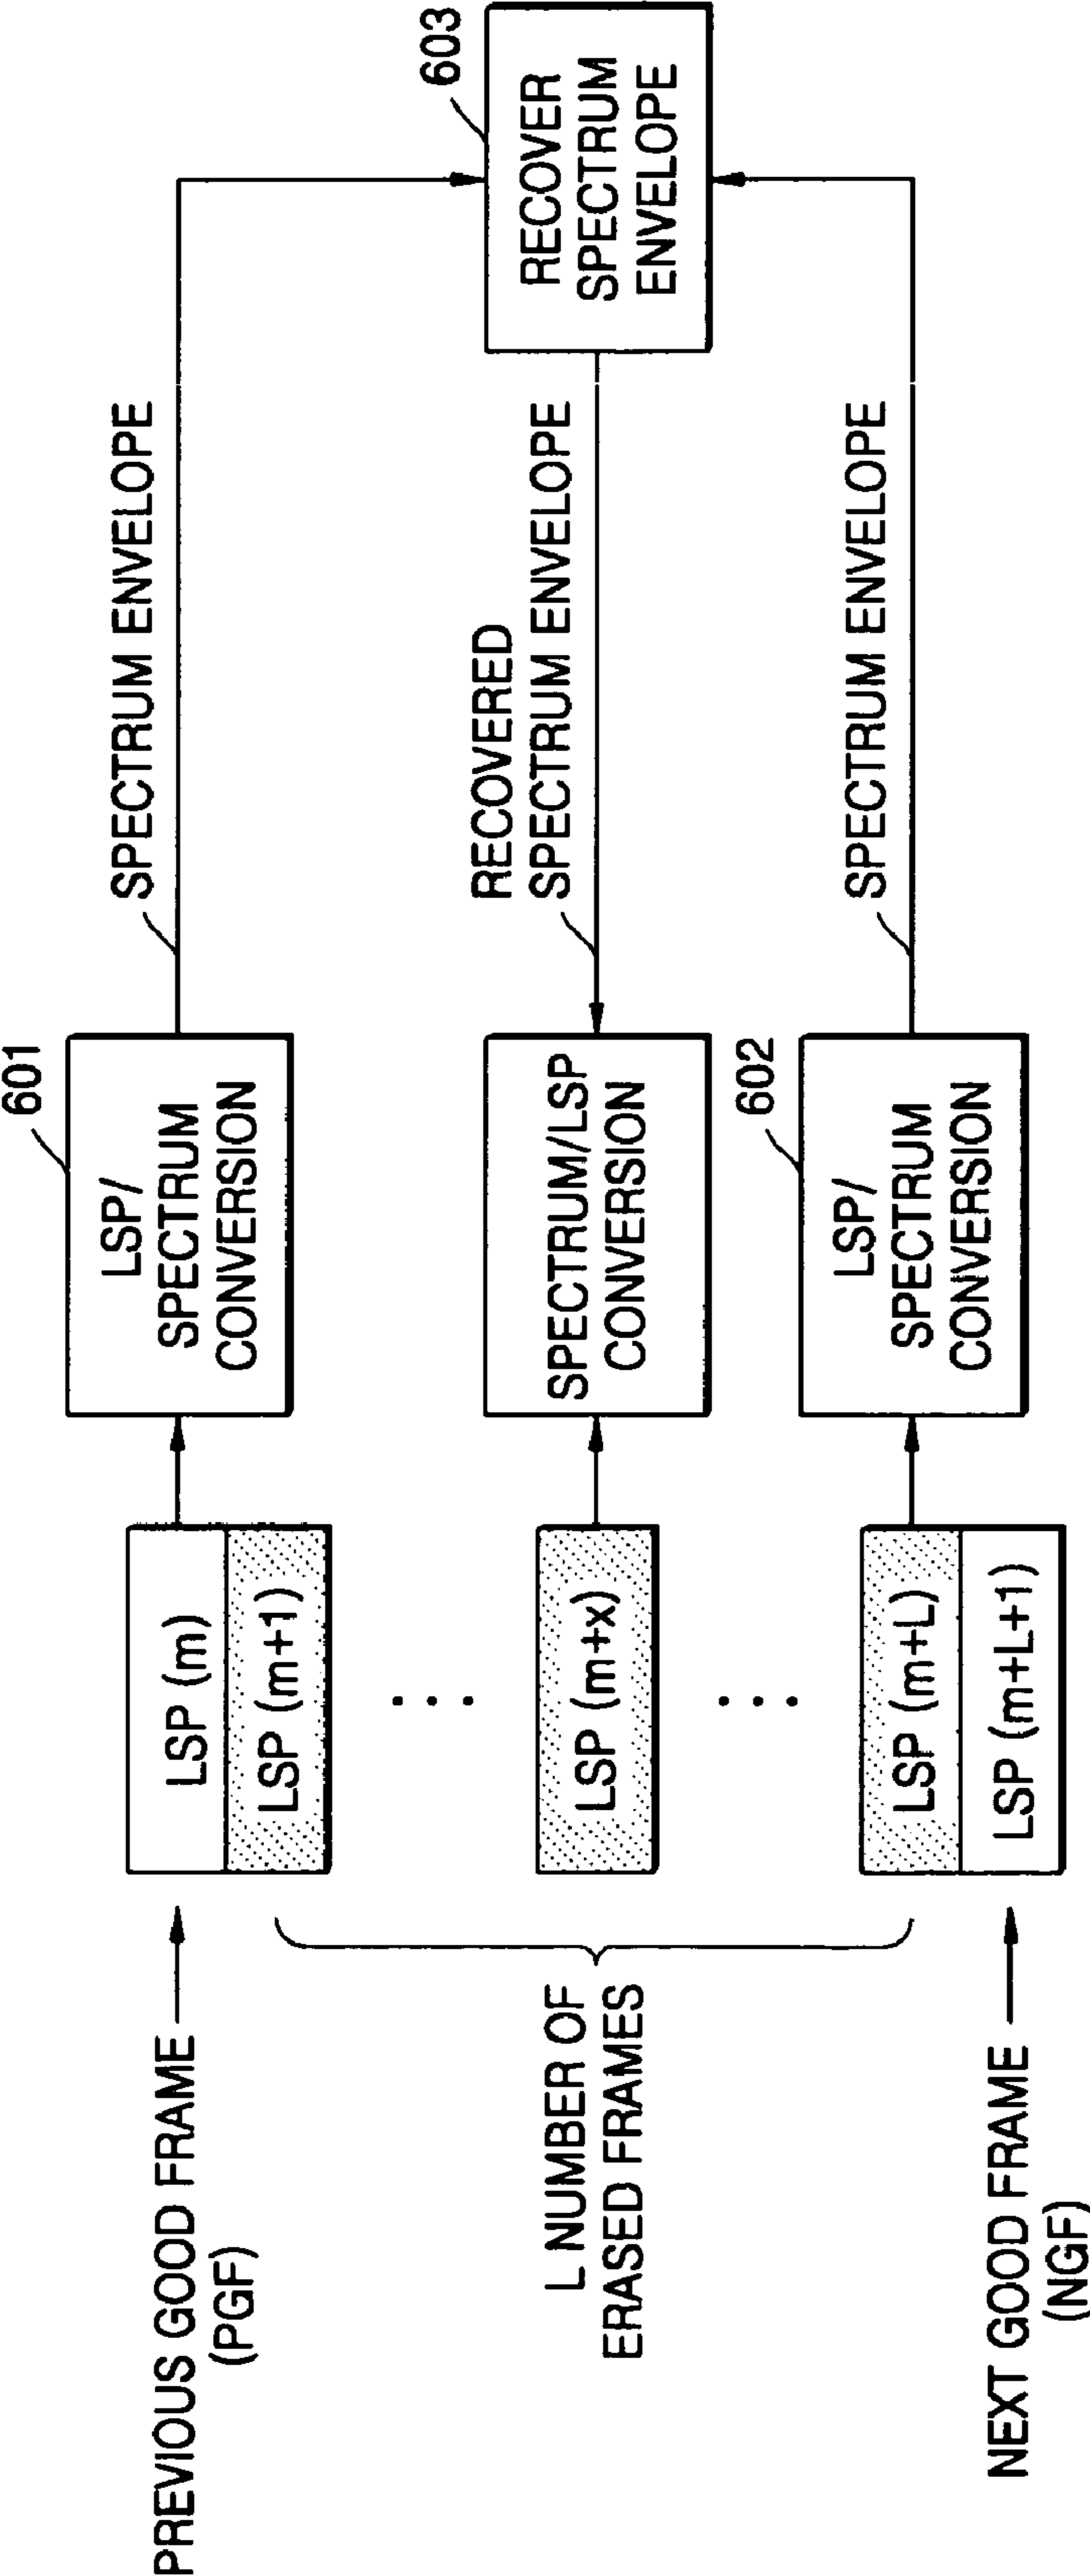 PREVIOUS GOOD FRAME
(PGF)
L NUMBER OF
ERASED FRAMES
NEXT GOOD FRAME
(NGF)
LSP (m)
LSP (m+1)
LSP (m+x)
LSP (m+L)
LSP (m+L+1)
601
LSP/
SPECTRUM
CONVERSION
SPECTRUM/LSP
CONVERSION
602
LSP/
SPECTRUM
CONVERSION
SPECTRUM ENVELOPE
RECOVERED
SPECTRUM ENVELOPE
SPECTRUM ENVELOPE
603
RECOVER
SPECTRUM
ENVELOPE